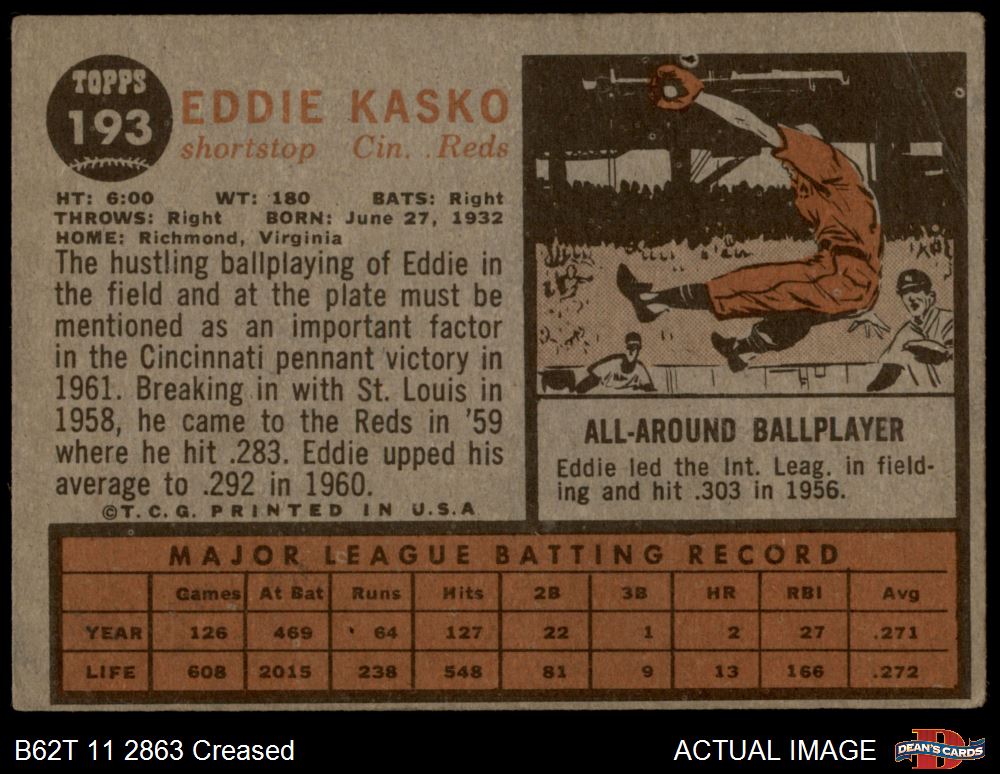 TOPPS
193
EDDIE KASKO
shortstop Cin. Reds
HT: 6:00 WT: 180 BATS: Right
THROWS: Right BORN: June 27, 1932
HOME: Richmond, Virginia
The hustling ballplaying of Eddie in
the field and at the plate must be
mentioned as an important factor
in the Cincinnati pennant victory in
1961. Breaking in with St. Louis in
1958, he came to the Reds in '59
where he hit .283. Eddie upped his
average to .292 in 1960.
©T.C.G. PRINTED IN U.S.A
ALL-AROUND BALLPLAYER
Eddie led the Int. Leag. in field-
ing and hit .303 in 1956.
MAJOR LEAGUE BATTING RECORD
Games At Bat Runs Hits 2B 3B HR RBI Avg
YEAR 126 469 64 127 22 1 2 27 .271
LIFE 608 2015 238 548 81 9 13 166 .272
B62T 11 2863 Creased
ACTUAL IMAGE
DEAN'S CARDS